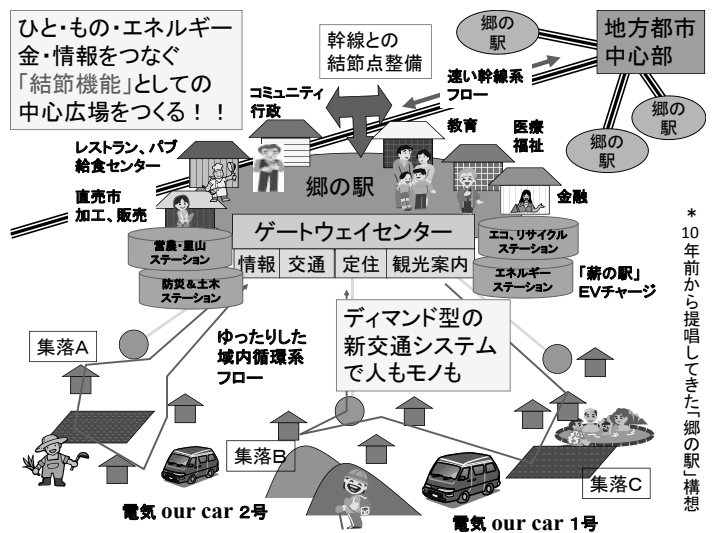 ひと・もの・エネルギー
金・情報をつなぐ
「結節機能」としての
中心広場をつくる！！
幹線との
結節点整備
郷の
駅
地方都市
中心部
速い幹線系
フロー
郷の
駅
郷の
駅
コミュニティ
行政
レストラン、パブ
給食センター
教育
医療
福祉
直売市
加工、販売
郷の駅
金融
ゲートウェイセンター
営農・里山
ステーション
エコ、リサイクル
ステーション
情報
交通
定住
観光案内
防災＆土木
ステーション
エネルギー
ステーション
「薪の駅」
EVチャージ
＊10年前から提唱してきた「郷の駅」構想
集落A
ゆったりした
域内循環系
フロー
ディマンド型の
新交通システム
で人もモノも
集落B
集落C
電気 our car 2号
電気 our car 1号